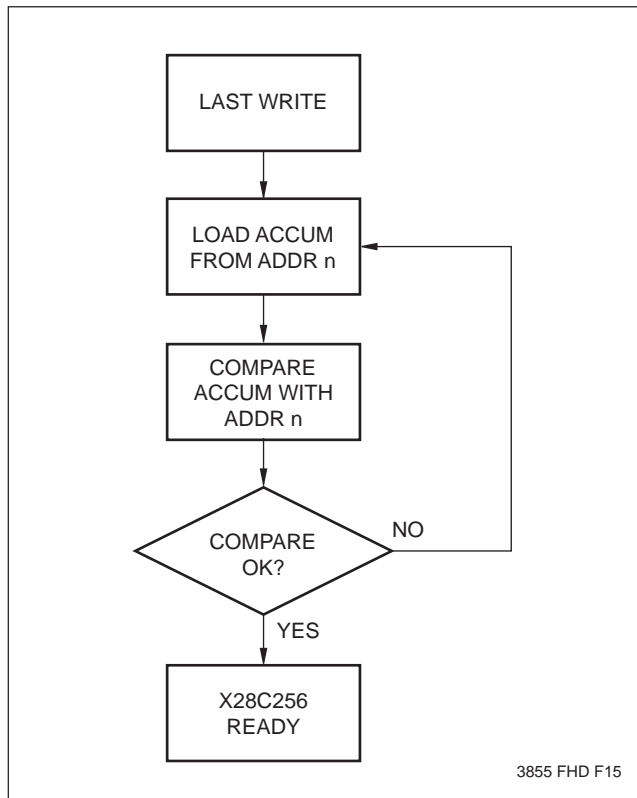 LAST WRITE
LOAD ACCUM
FROM ADDR n
COMPARE
ACCUM WITH
ADDR n
COMPARE
OK?
NO
YES
X28C256
READY
3855 FHD F15